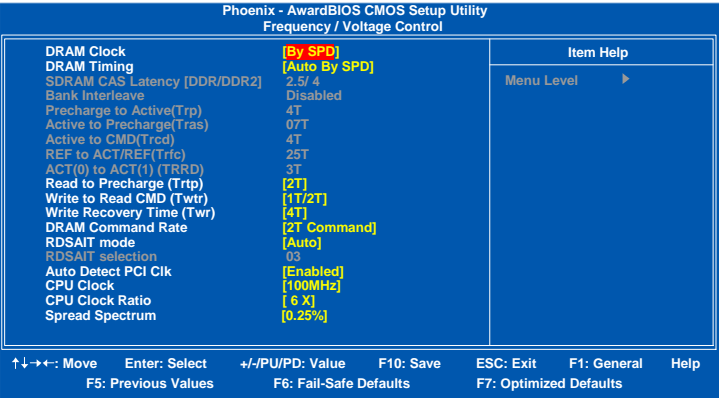 Phoenix - AwardBIOS CMOS Setup Utility
Frequency / Voltage Control
DRAM Clock [By SPD]
DRAM Timing [Auto By SPD]
SDRAM CAS Latency [DDR/DDR2] 2.5/ 4
Bank Interleave Disabled
Precharge to Active(Trp) 4T
Active to Precharge(Tras) 07T
Active to CMD(Trcd) 4T
REF to ACT/REF(Trfc) 25T
ACT(0) to ACT(1) (TRRD) 3T
Read to Precharge (Trtp) [2T]
Write to Read CMD (Twtr) [1T/2T]
Write Recovery Time (Twr) [4T]
DRAM Command Rate [2T Command]
RDSAIT mode [Auto]
RDSAIT selection 03
Auto Detect PCI Clk [Enabled]
CPU Clock [100MHz]
CPU Clock Ratio [ 6 X]
Spread Spectrum [0.25%]
Item Help
Menu Level ▶
↑↓→←: Move Enter: Select +/-/PU/PD: Value F10: Save ESC: Exit F1: General Help
F5: Previous Values F6: Fail-Safe Defaults F7: Optimized Defaults